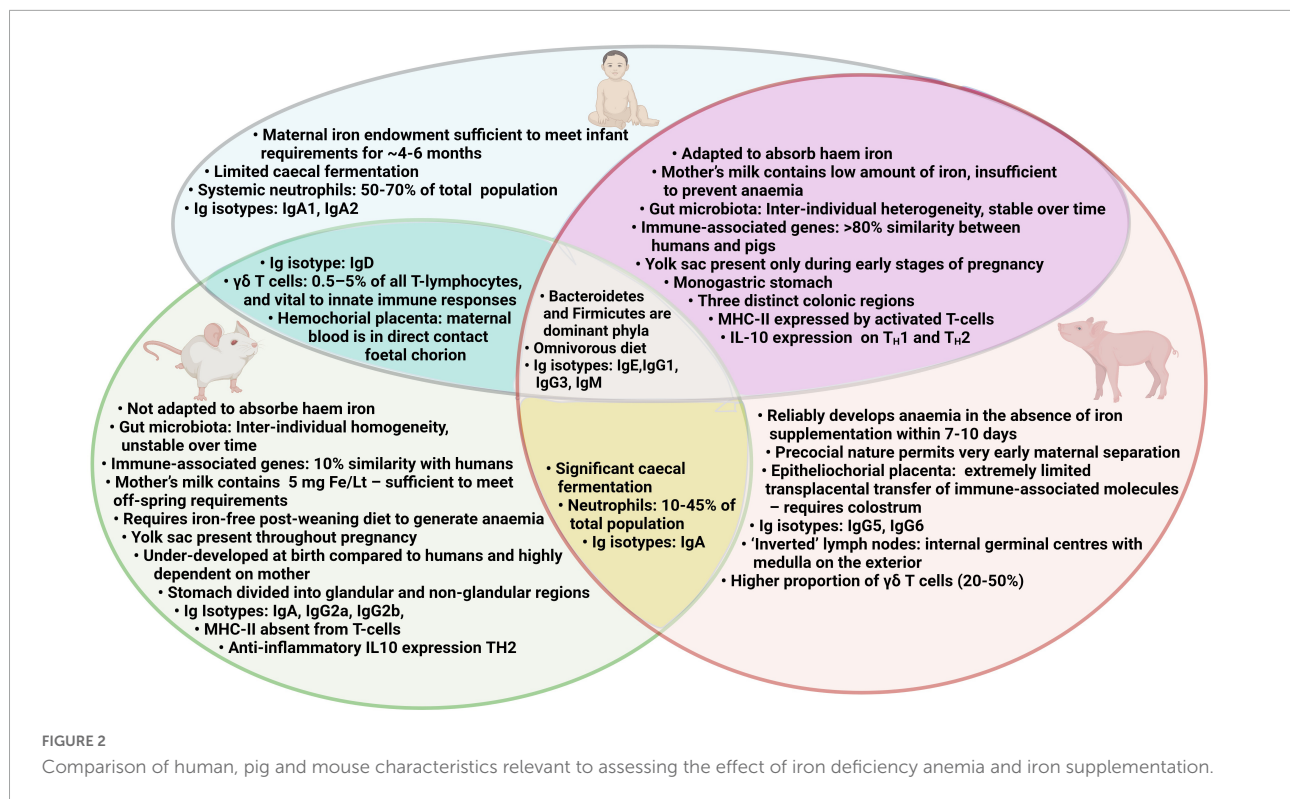 • Maternal iron endowment sufficient to meet infant
requirements for ~4-6 months
• Limited caecal fermentation
• Systemic neutrophils: 50-70% of total population
• Ig isotypes: IgA1, IgA2
• Adapted to absorb haem iron
• Mother's milk contains low amount of iron, insufficient
to prevent anaemia
• Gut microbiota: Inter-individual heterogeneity, stable over time
• Immune-associated genes: >80% similarity between
humans and pigs
• Yolk sac present only during early stages of pregnancy
• Monogastric stomach
• Three distinct colonic regions
• MHC-II expressed by activated T-cells
• IL-10 expression on TH1 and TH2
• Ig isotype: IgD
• γδ T cells: 0.5–5% of all T-lymphocytes,
and vital to innate immune responses
• Hemochorial placenta: maternal
blood is in direct contact
foetal chorion
• Bacteroidetes
and Firmicutes are
dominant phyla
• Omnivorous diet
• Ig isotypes: IgE,IgG1,
IgG3, IgM
• Not adapted to absorbe haem iron
• Gut microbiota: Inter-individual homogeneity,
unstable over time
• Immune-associated genes: 10% similarity with humans
• Mother's milk contains 5 mg Fe/Lt – sufficient to meet
off-spring requirements
• Requires iron-free post-weaning diet to generate anaemia
• Yolk sac present throughout pregnancy
• Under-developed at birth compared to humans and highly
dependent on mother
• Stomach divided into glandular and non-glandular regions
• Ig Isotypes: IgA, IgG2a, IgG2b,
• MHC-II absent from T-cells
• Anti-inflammatory IL10 expression TH2
• Significant caecal
fermentation
• Neutrophils: 10-45% of
total population
• Ig isotypes: IgA
• Reliably develops anaemia in the absence of iron
supplementation within 7-10 days
• Precocial nature permits very early maternal separation
• Epitheliochorial placenta: extremely limited
transplacental transfer of immune-associated molecules
– requires colostrum
• Ig isotypes: IgG5, IgG6
• 'Inverted' lymph nodes: internal germinal centres with
medulla on the exterior
• Higher proportion of γδ T cells (20-50%)
FIGURE 2
Comparison of human, pig and mouse characteristics relevant to assessing the effect of iron deficiency anemia and iron supplementation.